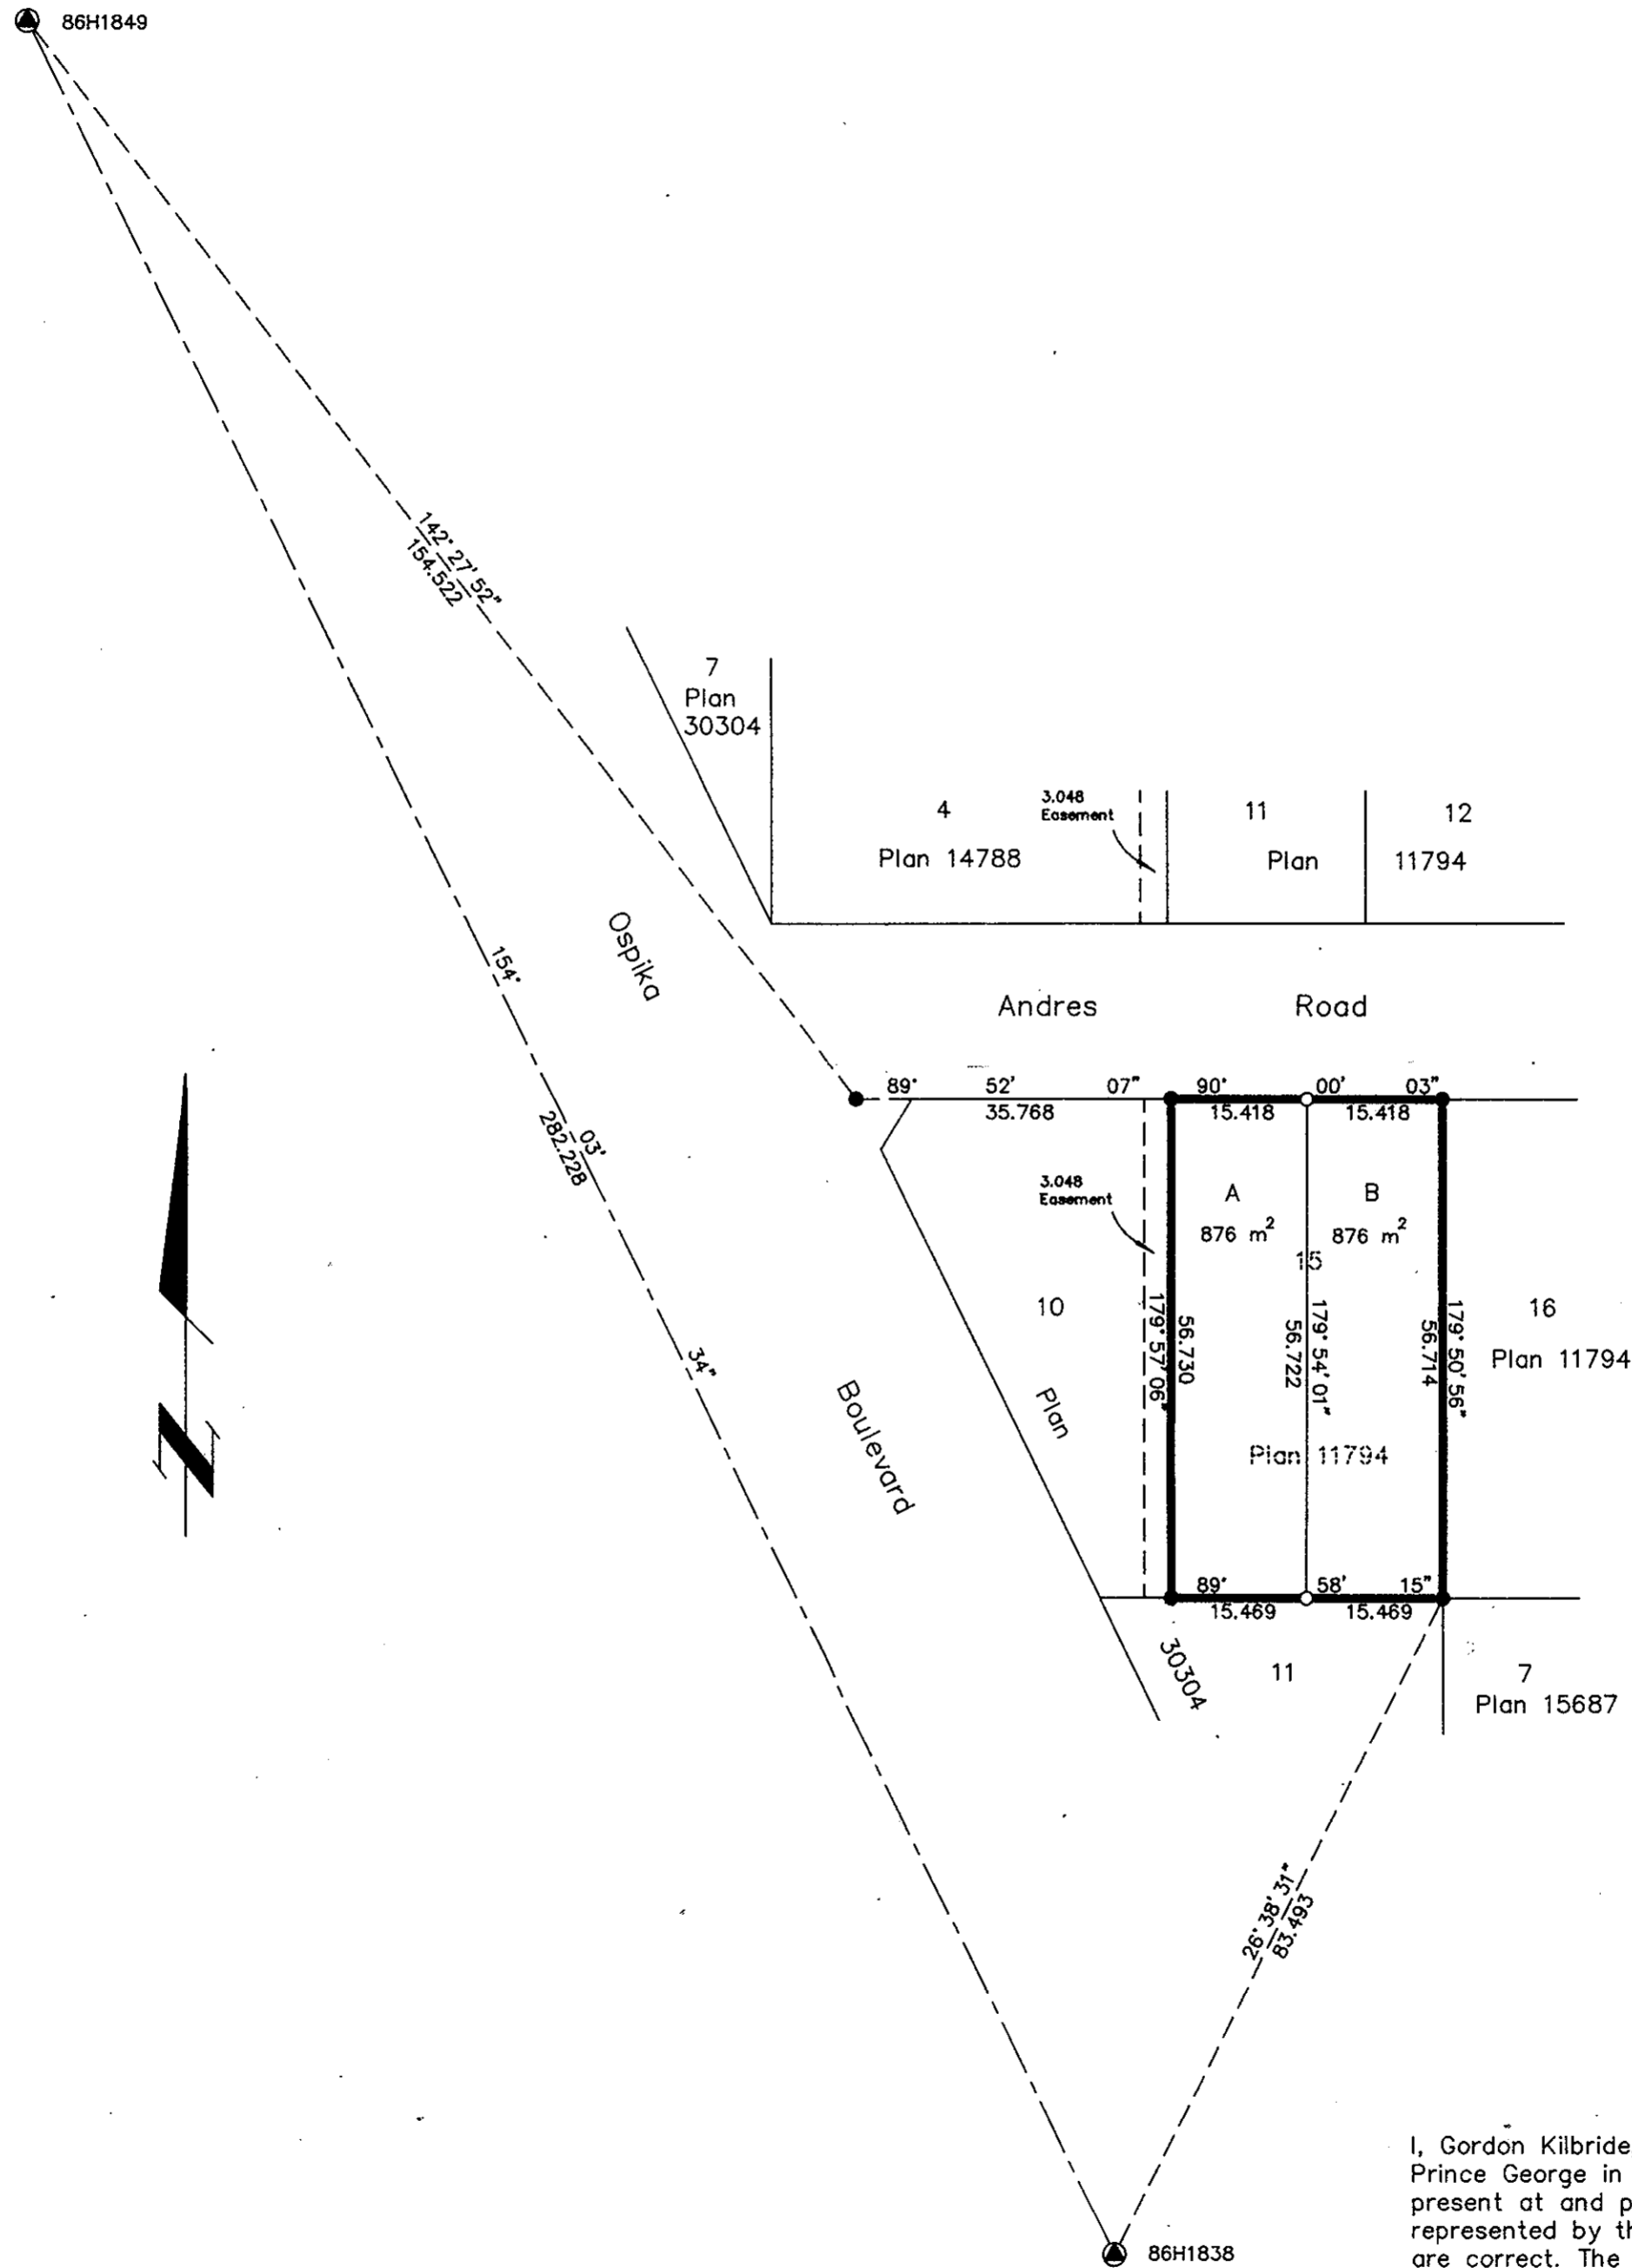 86H1849
142° 27' 52"
154.522
7
Plan
30304
4
Plan 14788
3.048
Easement
11
Plan
12
11794
Ospika
154° 03' 34"
282.228
Andres Road
89° 52' 07"
35.768
90° 00' 03"
15.418
15.418
3.048
Easement
A
876 m²
B
876 m²
15
10
Plan
179° 57' 06"
56.730
56.722
179° 54' 01"
56.714
179° 50' 56"
16
Plan 11794
Boulevard
Plan 11794
89° 58' 15"
15.469
15.469
30304
11
7
Plan 15687
26° 38' 31"
83.493
N
86H1838
I, Gordon Kilbride
Prince George in
present at and p
represented by th
are correct. The